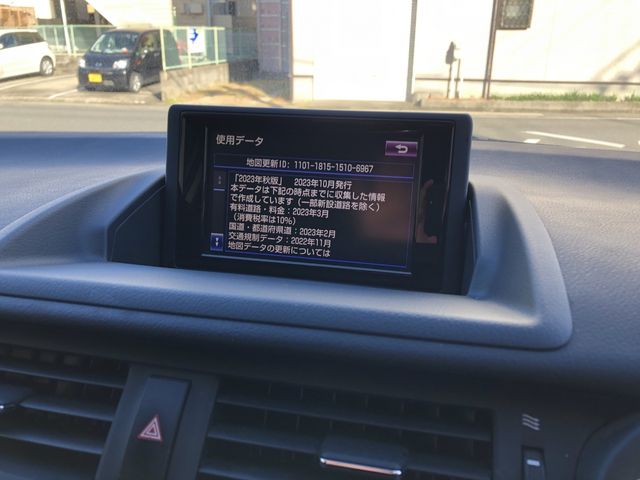 使用データ
地図更新ID: 1101-1815-1510-6967
「2023年秋版」 2023年10月発行
本データは下記の時点までに収集した情報
で作成しています(一部新設道路を除く)
有料道路・料金：2023年3月
(消費税率は10%)
国道・都道府県道：2023年2月
交通規制データ：2022年11月
地図データの更新については